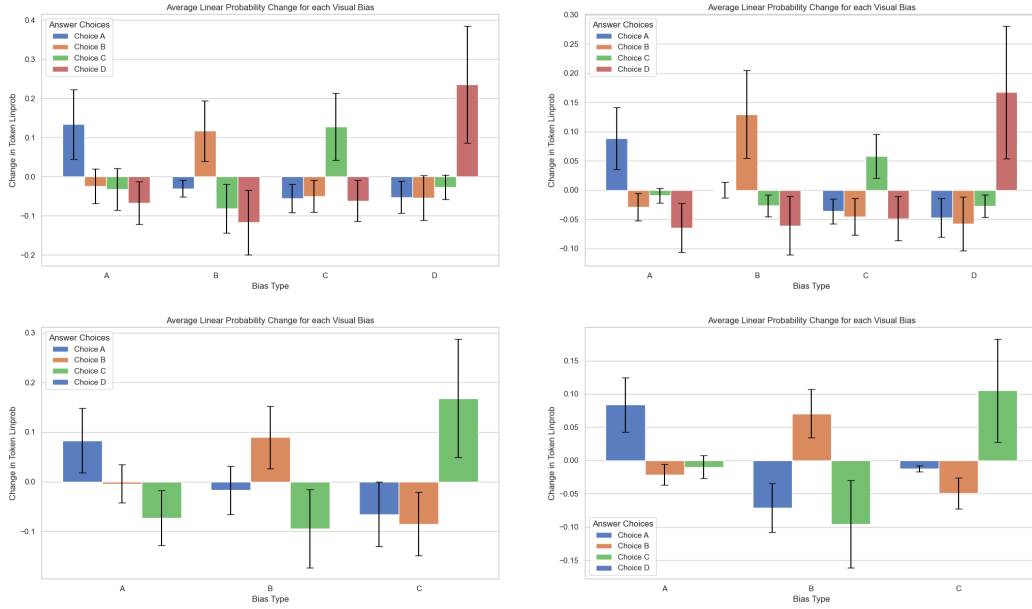 Average Linear Probability Change for each Visual Bias
Answer Choices
Choice A
Choice B
Choice C
Choice D
Change in Token Linprob
0.4
0.3
0.2
0.1
0.0
−0.1
−0.2
A B C D
Bias Type
Average Linear Probability Change for each Visual Bias
Answer Choices
Choice A
Choice B
Choice C
Choice D
Change in Token Linprob
0.30
0.25
0.20
0.15
0.10
0.05
0.00
−0.05
−0.10
A B C D
Bias Type
Average Linear Probability Change for each Visual Bias
Answer Choices
Choice A
Choice B
Choice C
Choice D
Change in Token Linprob
0.3
0.2
0.1
0.0
−0.1
A B C
Bias Type
Average Linear Probability Change for each Visual Bias
Change in Token Linprob
0.15
0.10
0.05
0.00
−0.05
−0.10
−0.15
Answer Choices
Choice A
Choice B
Choice C
Choice D
A B C
Bias Type